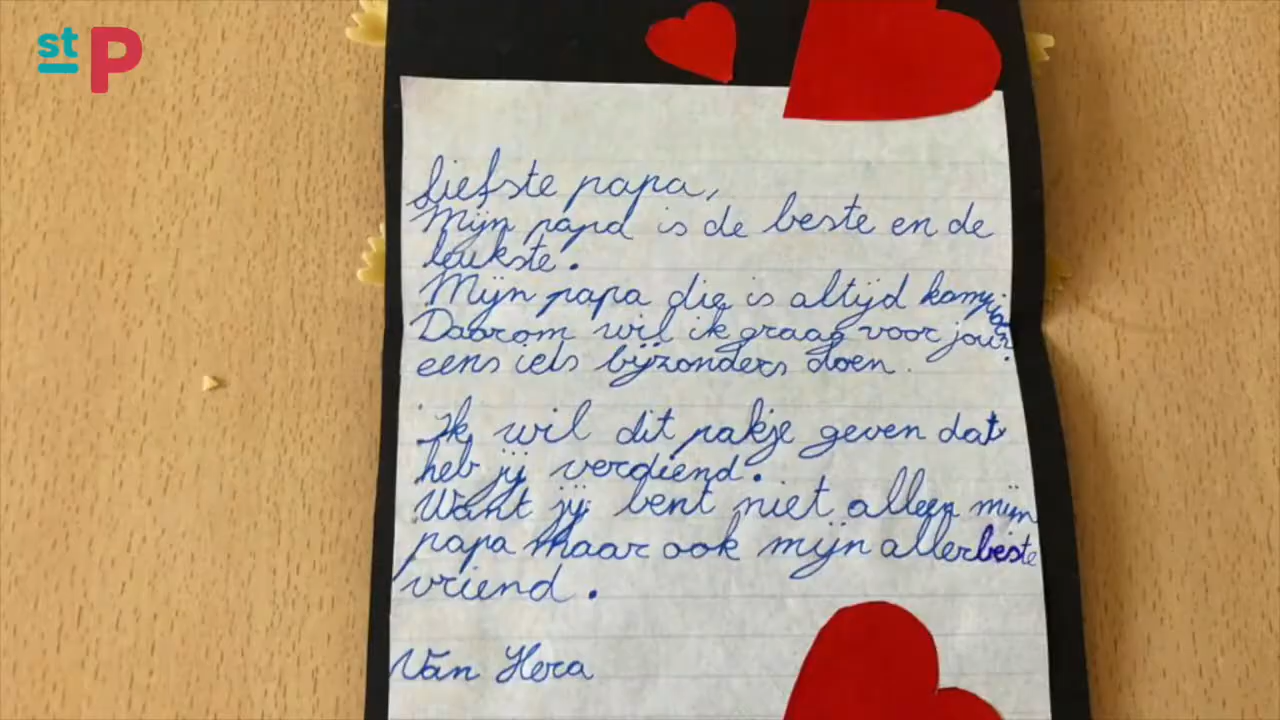 st P
Liefste papa,
Mijn papa is de beste en de
leukste.
Mijn papa die is altijd kampioen
Daarom wil ik graag voor jou
eens iets bijzonders doen.
Ik wil dit pakje geven dat
heb jij verdiend.
Want jij bent niet alleen mijn
papa maar ook mijn allerbeste
vriend.
Van Hera